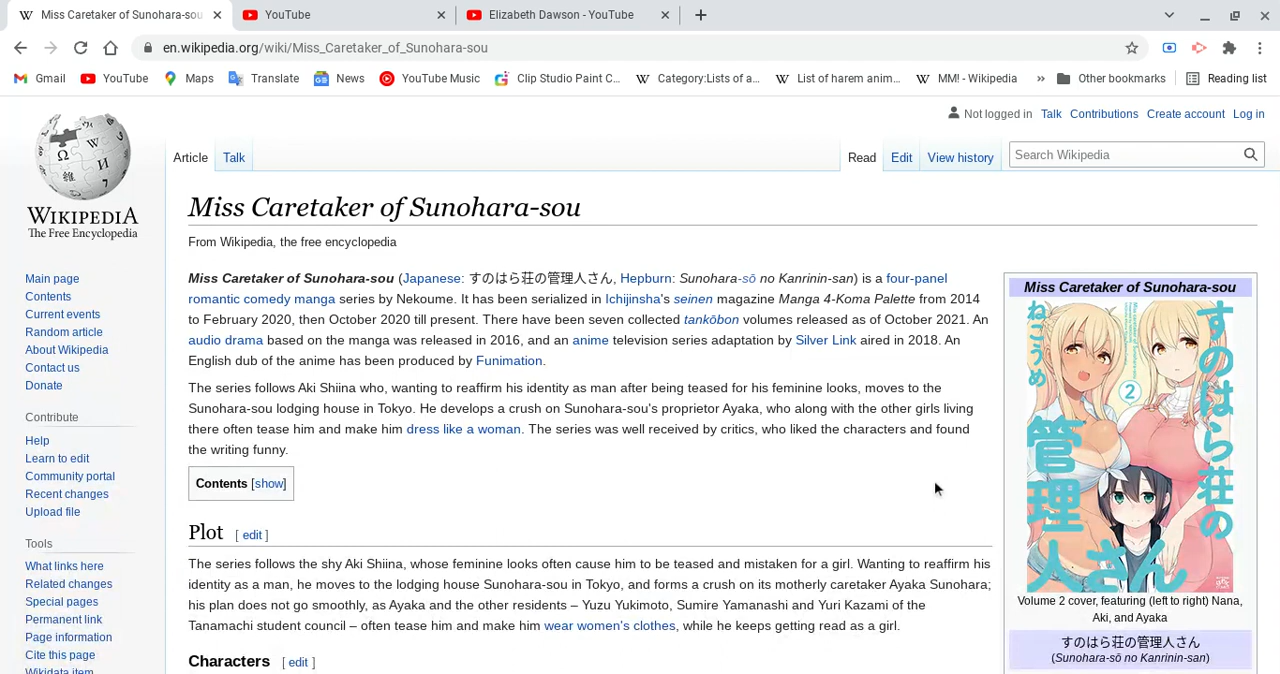 Miss Caretaker of Sunohara-sou
YouTube
Elizabeth Dawson - YouTube
en.wikipedia.org/wiki/Miss_Caretaker_of_Sunohara-sou
Gmail YouTube Maps Translate News YouTube Music Clip Studio Paint C… Category:Lists of a… List of harem anim… MM! - Wikipedia » Other bookmarks Reading list
Not logged in Talk Contributions Create account Log in
Article Talk Read Edit View history Search Wikipedia
WIKIPEDIA
The Free Encyclopedia
Main page
Contents
Current events
Random article
About Wikipedia
Contact us
Donate
Contribute
Help
Learn to edit
Community portal
Recent changes
Upload file
Tools
What links here
Related changes
Special pages
Permanent link
Page information
Cite this page
Wikidata item
Miss Caretaker of Sunohara-sou
From Wikipedia, the free encyclopedia
Miss Caretaker of Sunohara-sou (Japanese: すのはら荘の管理人さん, Hepburn: Sunohara-sō no Kanrinin-san) is a four-panel
romantic comedy manga series by Nekoume. It has been serialized in Ichijinsha's seinen magazine Manga 4-Koma Palette from 2014
to February 2020, then October 2020 till present. There have been seven collected tankōbon volumes released as of October 2021. An
audio drama based on the manga was released in 2016, and an anime television series adaptation by Silver Link aired in 2018. An
English dub of the anime has been produced by Funimation.
The series follows Aki Shiina who, wanting to reaffirm his identity as man after being teased for his feminine looks, moves to the
Sunohara-sou lodging house in Tokyo. He develops a crush on Sunohara-sou's proprietor Ayaka, who along with the other girls living
there often tease him and make him dress like a woman. The series was well received by critics, who liked the characters and found
the writing funny.
Contents [show]
Plot [ edit ]
The series follows the shy Aki Shiina, whose feminine looks often cause him to be teased and mistaken for a girl. Wanting to reaffirm his
identity as a man, he moves to the lodging house Sunohara-sou in Tokyo, and forms a crush on its motherly caretaker Ayaka Sunohara;
his plan does not go smoothly, as Ayaka and the other residents – Yuzu Yukimoto, Sumire Yamanashi and Yuri Kazami of the
Tanamachi student council – often tease him and make him wear women's clothes, while he keeps getting read as a girl.
Characters [ edit ]
Miss Caretaker of Sunohara-sou
すのはら荘の
管理人さん
ねこうめ
2
Volume 2 cover, featuring (left to right) Nana,
Aki, and Ayaka
すのはら荘の管理人さん
(Sunohara-sō no Kanrinin-san)